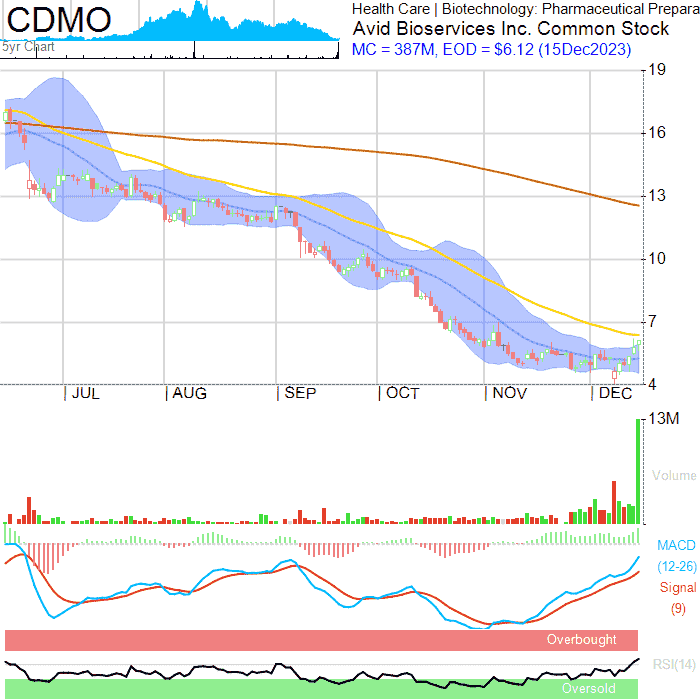 CDMO
Health Care | Biotechnology: Pharmaceutical Prepara
Avid Bioservices Inc. Common Stock
MC = 387M, EOD = $6.12 (15Dec2023)
5yr Chart
19
16
13
10
7
4
JUL AUG SEP OCT NOV DEC
13M
Volume
MACD
(12-26)
Signal
(9)
Overbought
RSI(14)
Oversold